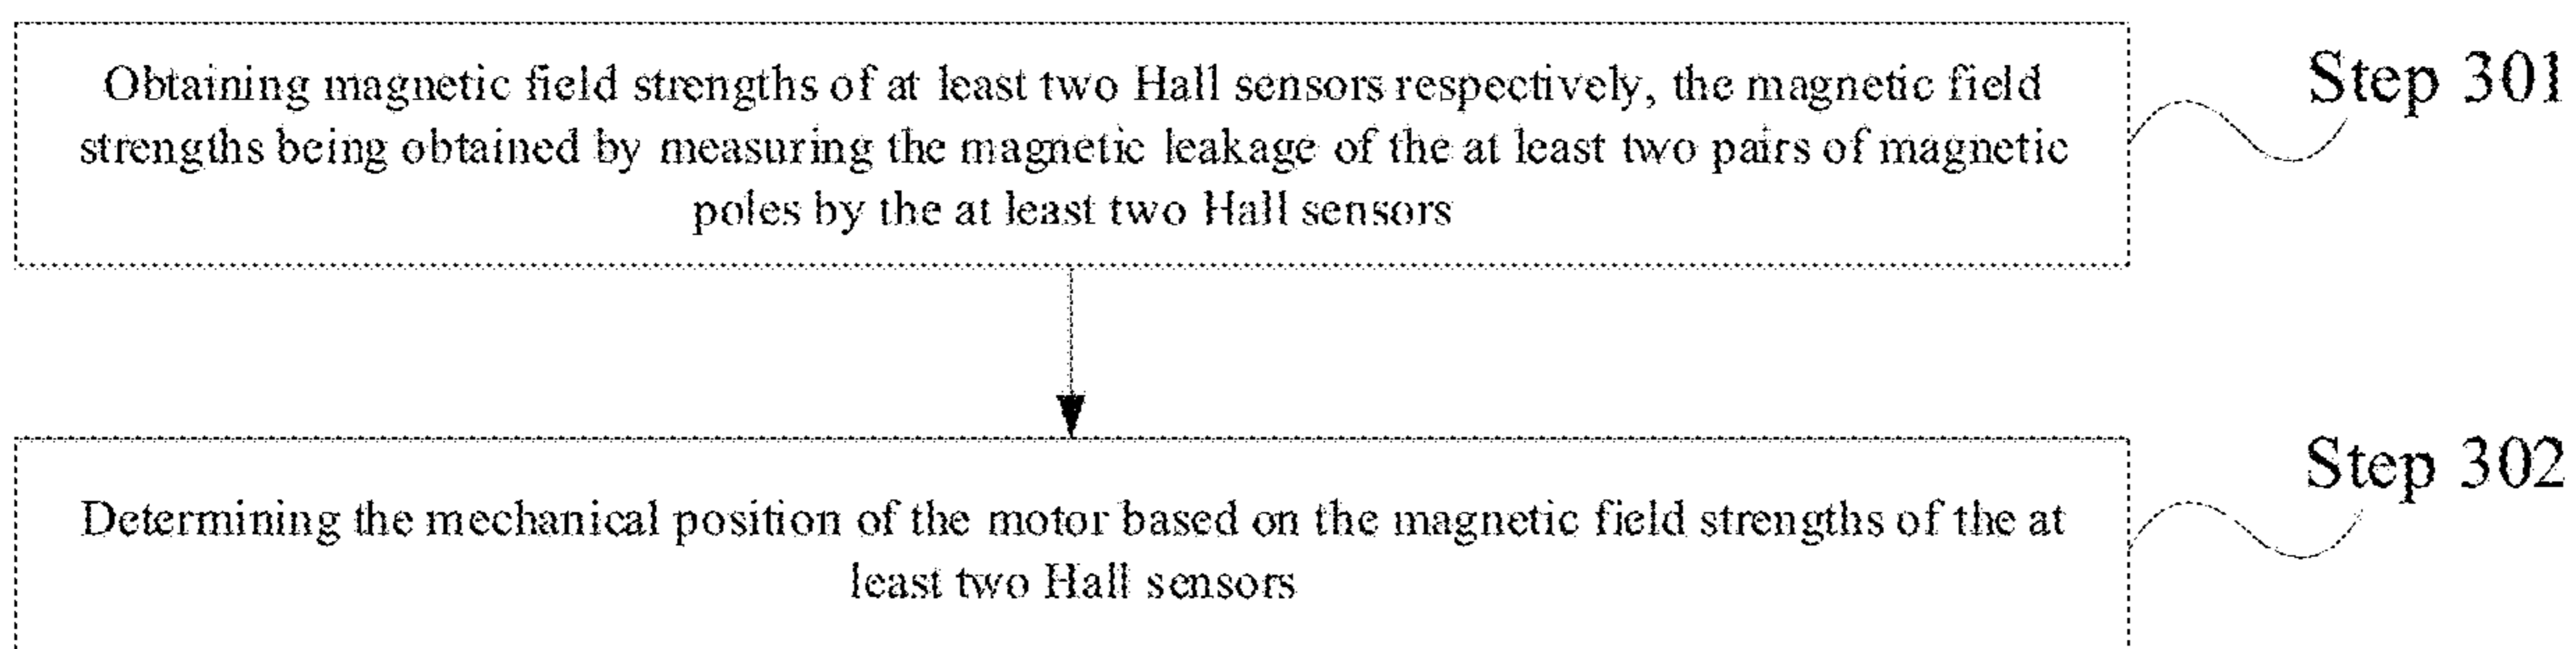 Obtaining magnetic field strengths of at least two Hall sensors respectively, the magnetic field
strengths being obtained by measuring the magnetic leakage of the at least two pairs of magnetic
poles by the at least two Hall sensors
Step 301
Determining the mechanical position of the motor based on the magnetic field strengths of the at
least two Hall sensors
Step 302